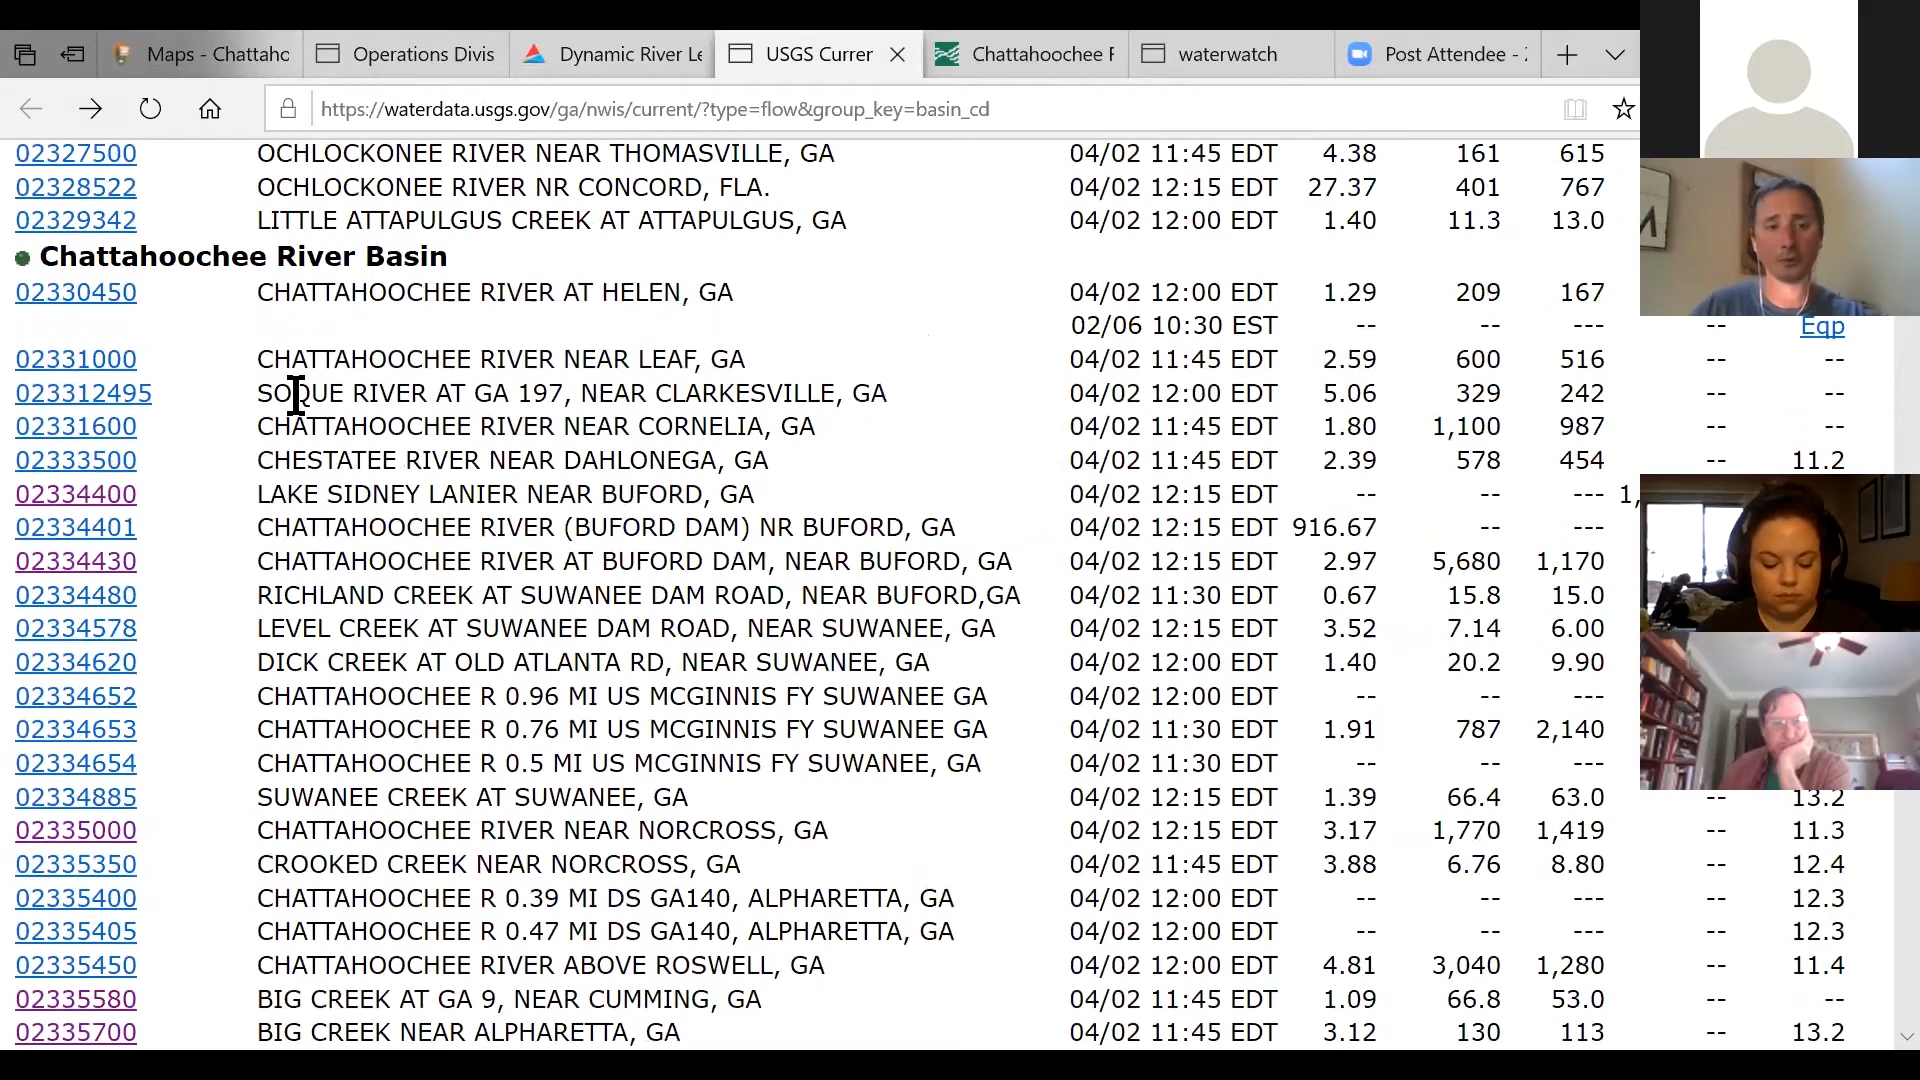 Maps - Chattaho Operations Divis Dynamic River Le USGS Currer Chattahoochee F waterwatch Post Attendee - Z
https://waterdata.usgs.gov/ga/nwis/current/?type=flow&group_key=basin_cd
02327500 OCHLOCKONEE RIVER NEAR THOMASVILLE, GA 04/02 11:45 EDT 4.38 161 615
02328522 OCHLOCKONEE RIVER NR CONCORD, FLA. 04/02 12:15 EDT 27.37 401 767
02329342 LITTLE ATTAPULGUS CREEK AT ATTAPULGUS, GA 04/02 12:00 EDT 1.40 11.3 13.0
Chattahoochee River Basin
02330450 CHATTAHOOCHEE RIVER AT HELEN, GA 04/02 12:00 EDT 1.29 209 167
02/06 10:30 EST -- -- --- -- Eqp
02331000 CHATTAHOOCHEE RIVER NEAR LEAF, GA 04/02 11:45 EDT 2.59 600 516 -- --
023312495 SOQUE RIVER AT GA 197, NEAR CLARKESVILLE, GA 04/02 12:00 EDT 5.06 329 242 -- --
02331600 CHATTAHOOCHEE RIVER NEAR CORNELIA, GA 04/02 11:45 EDT 1.80 1,100 987 -- --
02333500 CHESTATEE RIVER NEAR DAHLONEGA, GA 04/02 11:45 EDT 2.39 578 454 -- 11.2
02334400 LAKE SIDNEY LANIER NEAR BUFORD, GA 04/02 12:15 EDT -- -- --- 1,
02334401 CHATTAHOOCHEE RIVER (BUFORD DAM) NR BUFORD, GA 04/02 12:15 EDT 916.67 -- ---
02334430 CHATTAHOOCHEE RIVER AT BUFORD DAM, NEAR BUFORD, GA 04/02 12:15 EDT 2.97 5,680 1,170
02334480 RICHLAND CREEK AT SUWANEE DAM ROAD, NEAR BUFORD,GA 04/02 11:30 EDT 0.67 15.8 15.0
02334578 LEVEL CREEK AT SUWANEE DAM ROAD, NEAR SUWANEE, GA 04/02 12:15 EDT 3.52 7.14 6.00
02334620 DICK CREEK AT OLD ATLANTA RD, NEAR SUWANEE, GA 04/02 12:00 EDT 1.40 20.2 9.90
02334652 CHATTAHOOCHEE R 0.96 MI US MCGINNIS FY SUWANEE GA 04/02 12:00 EDT -- -- ---
02334653 CHATTAHOOCHEE R 0.76 MI US MCGINNIS FY SUWANEE GA 04/02 11:30 EDT 1.91 787 2,140
02334654 CHATTAHOOCHEE R 0.5 MI US MCGINNIS FY SUWANEE, GA 04/02 11:30 EDT -- -- ---
02334885 SUWANEE CREEK AT SUWANEE, GA 04/02 12:15 EDT 1.39 66.4 63.0 -- 13.2
02335000 CHATTAHOOCHEE RIVER NEAR NORCROSS, GA 04/02 12:15 EDT 3.17 1,770 1,419 -- 11.3
02335350 CROOKED CREEK NEAR NORCROSS, GA 04/02 11:45 EDT 3.88 6.76 8.80 -- 12.4
02335400 CHATTAHOOCHEE R 0.39 MI DS GA140, ALPHARETTA, GA 04/02 12:00 EDT -- -- --- -- 12.3
02335405 CHATTAHOOCHEE R 0.47 MI DS GA140, ALPHARETTA, GA 04/02 12:00 EDT -- -- --- -- 12.3
02335450 CHATTAHOOCHEE RIVER ABOVE ROSWELL, GA 04/02 12:00 EDT 4.81 3,040 1,280 -- 11.4
02335580 BIG CREEK AT GA 9, NEAR CUMMING, GA 04/02 11:45 EDT 1.09 66.8 53.0 -- --
02335700 BIG CREEK NEAR ALPHARETTA, GA 04/02 11:45 EDT 3.12 130 113 -- 13.2